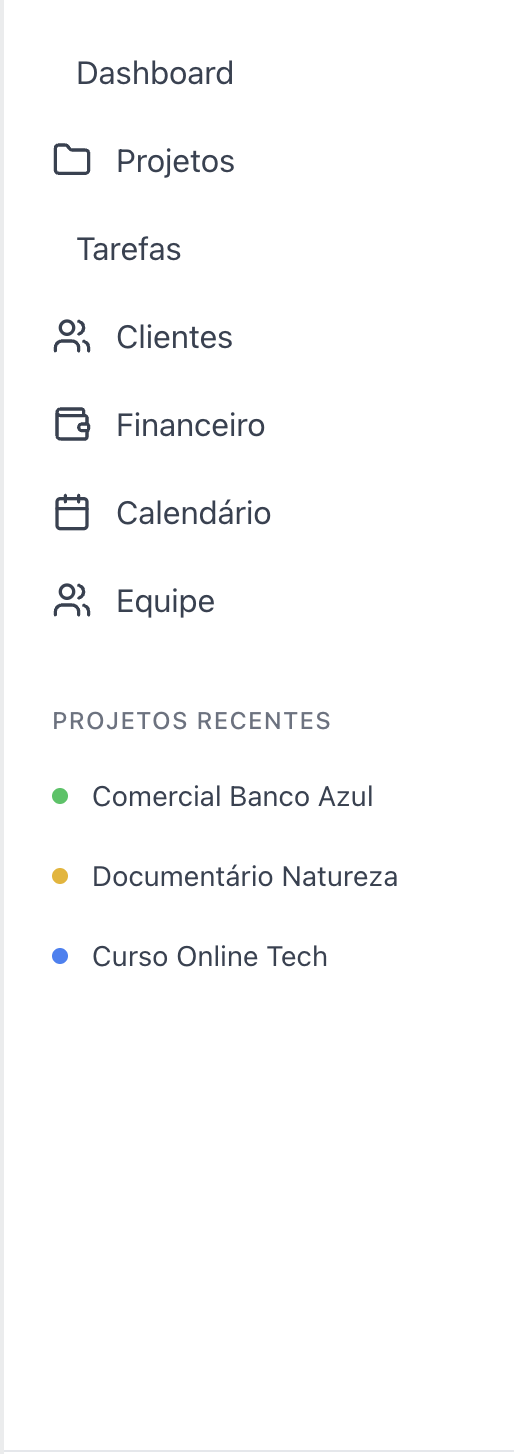 Dashboard
Projetos
Tarefas
Clientes
Financeiro
Calendário
Equipe
PROJETOS RECENTES
Comercial Banco Azul
Documentário Natureza
Curso Online Tech